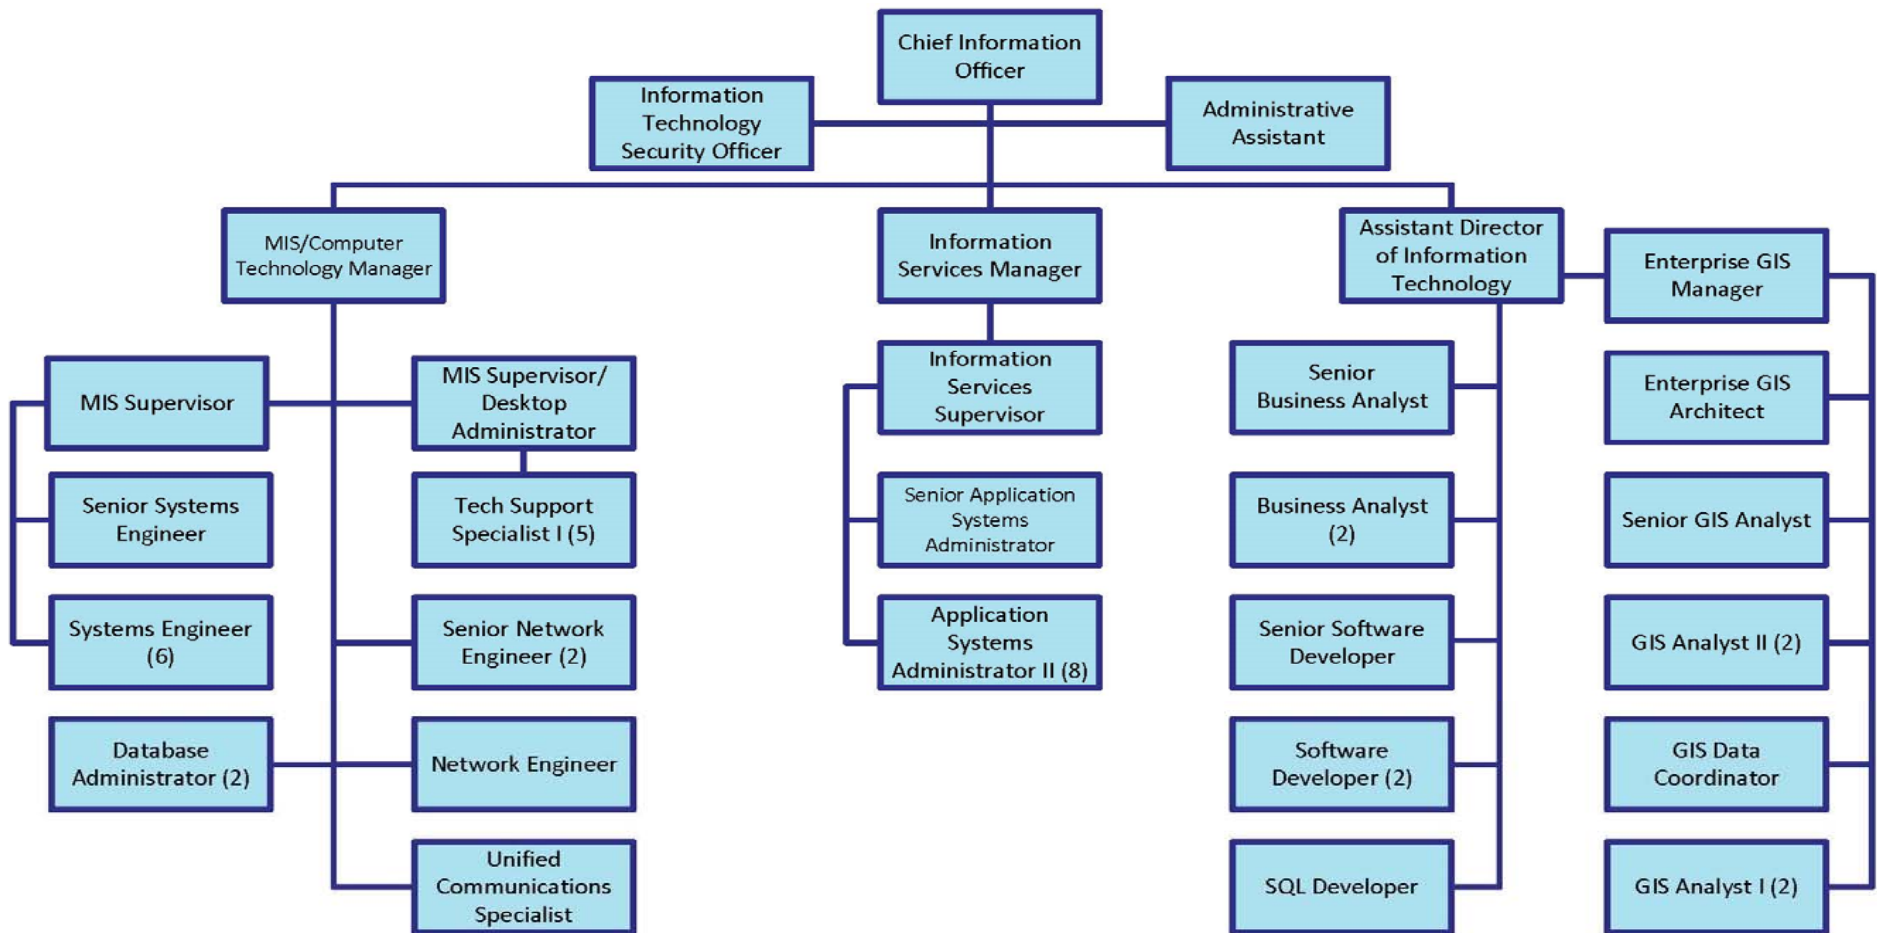 Chief Information
Officer
Information
Technology
Security Officer
Administrative
Assistant
MIS/Computer
Technology Manager
Information
Services Manager
Assistant Director
of Information
Technology
Enterprise GIS
Manager
MIS Supervisor
MIS Supervisor/
Desktop
Administrator
Information
Services
Supervisor
Senior
Business Analyst
Enterprise GIS
Architect
Senior Systems
Engineer
Tech Support
Specialist I (5)
Senior Application
Systems
Administrator
Business Analyst
(2)
Senior GIS Analyst
Systems Engineer
(6)
Senior Network
Engineer (2)
Application
Systems
Administrator II (8)
Senior Software
Developer
GIS Analyst II (2)
Database
Administrator (2)
Network Engineer
Software
Developer (2)
GIS Data
Coordinator
Unified
Communications
Specialist
SQL Developer
GIS Analyst I (2)